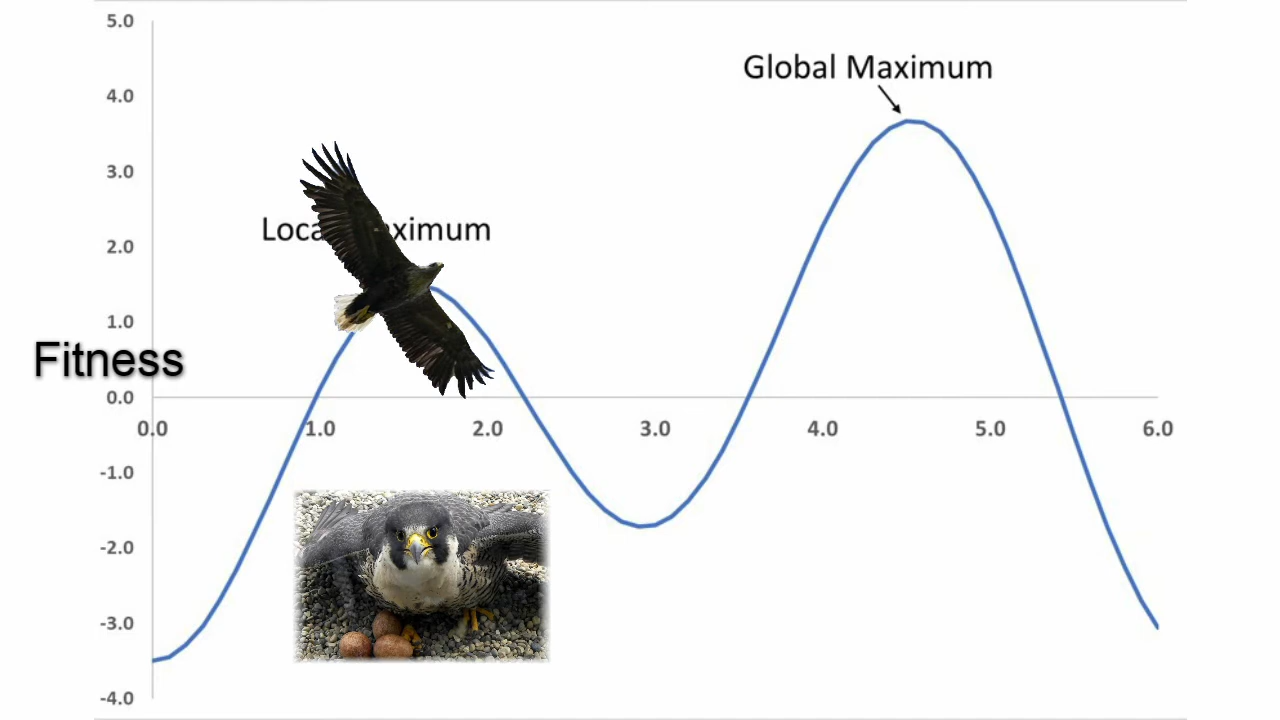 5.0
Global Maximum
4.0
3.0
Loca aximum
2.0
1.0
Fitness
0.0
0.0 1.0 2.0 3.0 4.0 5.0 6.0
-1.0
-2.0
-3.0
-4.0